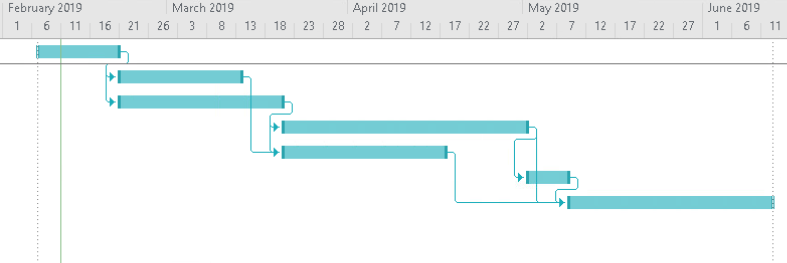 February 2019 March 2019 April 2019 May 2019 June 2019
1 6 11 16 21 26 3 8 13 18 23 28 2 7 12 17 22 27 2 7 12 17 22 27 1 6 11